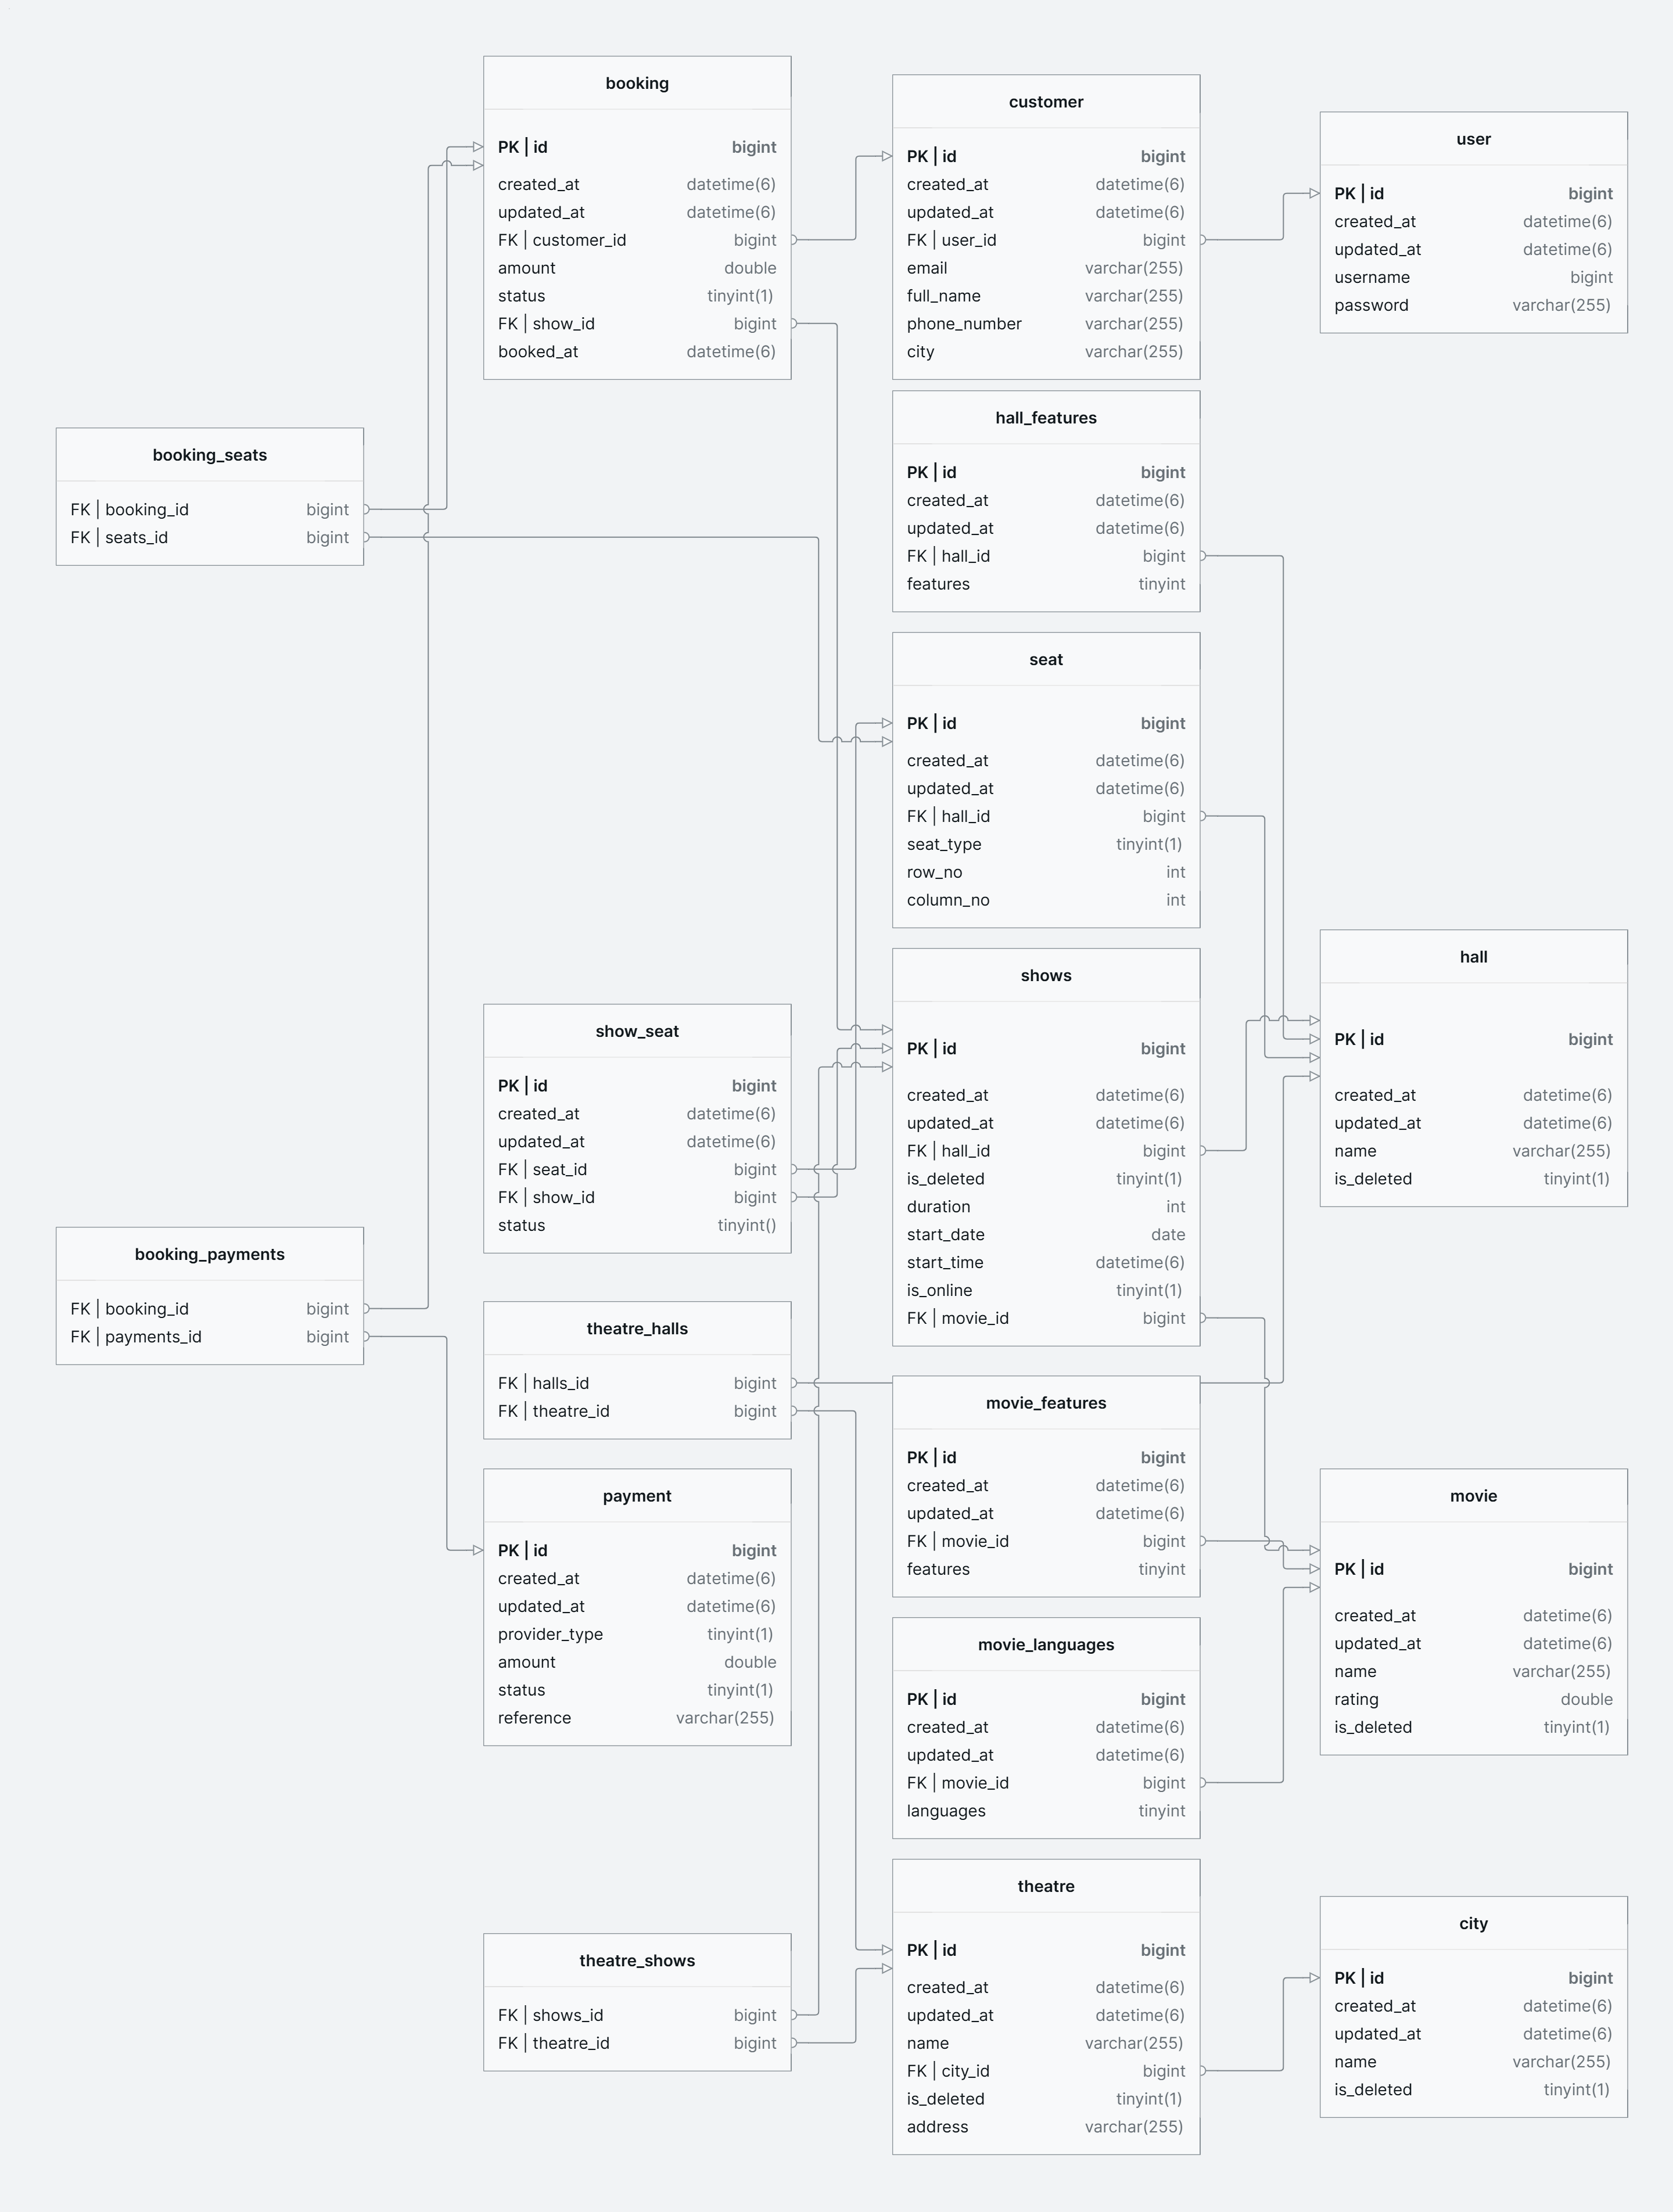 booking
PK | id bigint
created_at datetime(6)
updated_at datetime(6)
FK | customer_id bigint
amount double
status tinyint(1)
FK | show_id bigint
booked_at datetime(6)
customer
PK | id bigint
created_at datetime(6)
updated_at datetime(6)
FK | user_id bigint
email varchar(255)
full_name varchar(255)
phone_number varchar(255)
city varchar(255)
user
PK | id bigint
created_at datetime(6)
updated_at datetime(6)
username bigint
password varchar(255)
hall_features
PK | id bigint
created_at datetime(6)
updated_at datetime(6)
FK | hall_id bigint
features tinyint
booking_seats
FK | booking_id bigint
FK | seats_id bigint
seat
PK | id bigint
created_at datetime(6)
updated_at datetime(6)
FK | hall_id bigint
seat_type tinyint(1)
row_no int
column_no int
hall
PK | id bigint
created_at datetime(6)
updated_at datetime(6)
name varchar(255)
is_deleted tinyint(1)
shows
PK | id bigint
created_at datetime(6)
updated_at datetime(6)
FK | hall_id bigint
is_deleted tinyint(1)
duration int
start_date date
start_time datetime(6)
is_online tinyint(1)
FK | movie_id bigint
show_seat
PK | id bigint
created_at datetime(6)
updated_at datetime(6)
FK | seat_id bigint
FK | show_id bigint
status tinyint()
booking_payments
FK | booking_id bigint
FK | payments_id bigint
theatre_halls
FK | halls_id bigint
FK | theatre_id bigint
movie_features
PK | id bigint
created_at datetime(6)
updated_at datetime(6)
FK | movie_id bigint
features tinyint
payment
PK | id bigint
created_at datetime(6)
updated_at datetime(6)
provider_type tinyint(1)
amount double
status tinyint(1)
reference varchar(255)
movie
PK | id bigint
created_at datetime(6)
updated_at datetime(6)
name varchar(255)
rating double
is_deleted tinyint(1)
movie_languages
PK | id bigint
created_at datetime(6)
updated_at datetime(6)
FK | movie_id bigint
languages tinyint
theatre
PK | id bigint
created_at datetime(6)
updated_at datetime(6)
name varchar(255)
FK | city_id bigint
is_deleted tinyint(1)
address varchar(255)
city
PK | id bigint
created_at datetime(6)
updated_at datetime(6)
name varchar(255)
is_deleted tinyint(1)
theatre_shows
FK | shows_id bigint
FK | theatre_id bigint